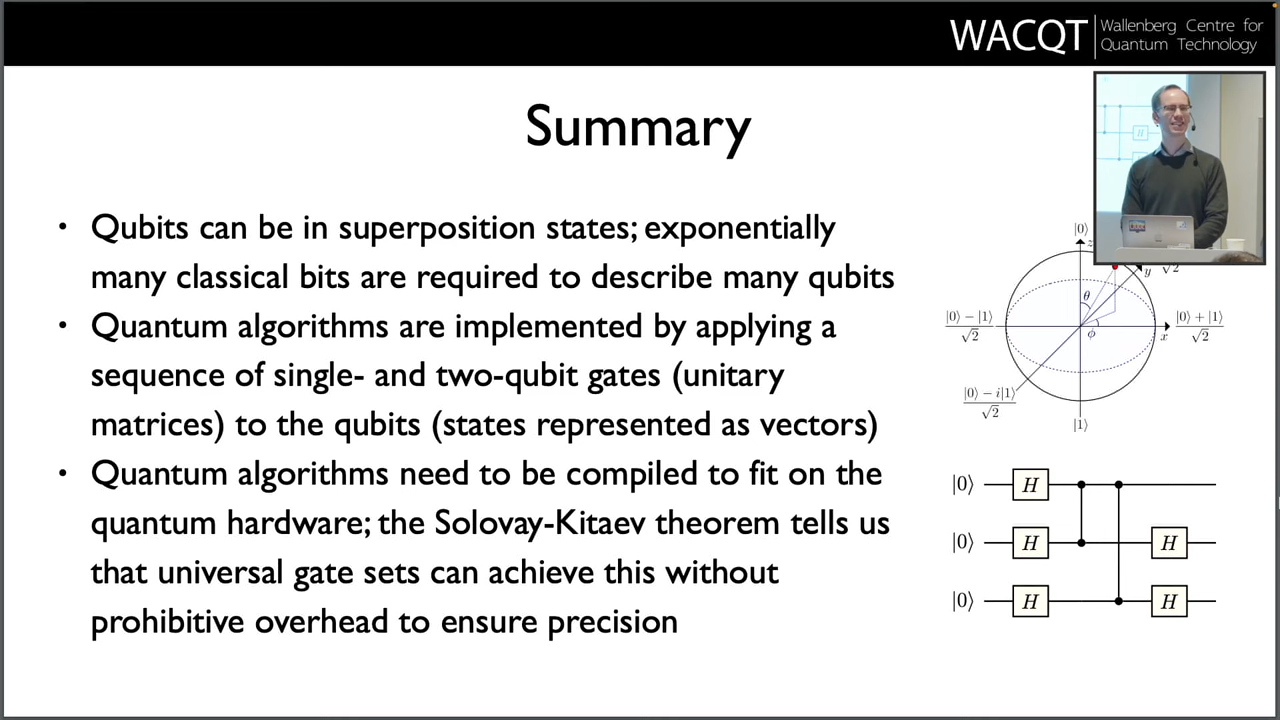 WACQT
Wallenberg Centre for
Quantum Technology
Summary
• Qubits can be in superposition states; exponentially
many classical bits are required to describe many qubits
• Quantum algorithms are implemented by applying a
sequence of single- and two-qubit gates (unitary
matrices) to the qubits (states represented as vectors)
• Quantum algorithms need to be compiled to fit on the
quantum hardware; the Solovay-Kitaev theorem tells us
that universal gate sets can achieve this without
prohibitive overhead to ensure precision
|0⟩
z
y
√2
θ
|0⟩ − |1⟩
√2
ϕ
x
|0⟩ + |1⟩
√2
|0⟩ − i|1⟩
√2
|1⟩
|0⟩ H
|0⟩ H H
|0⟩ H H